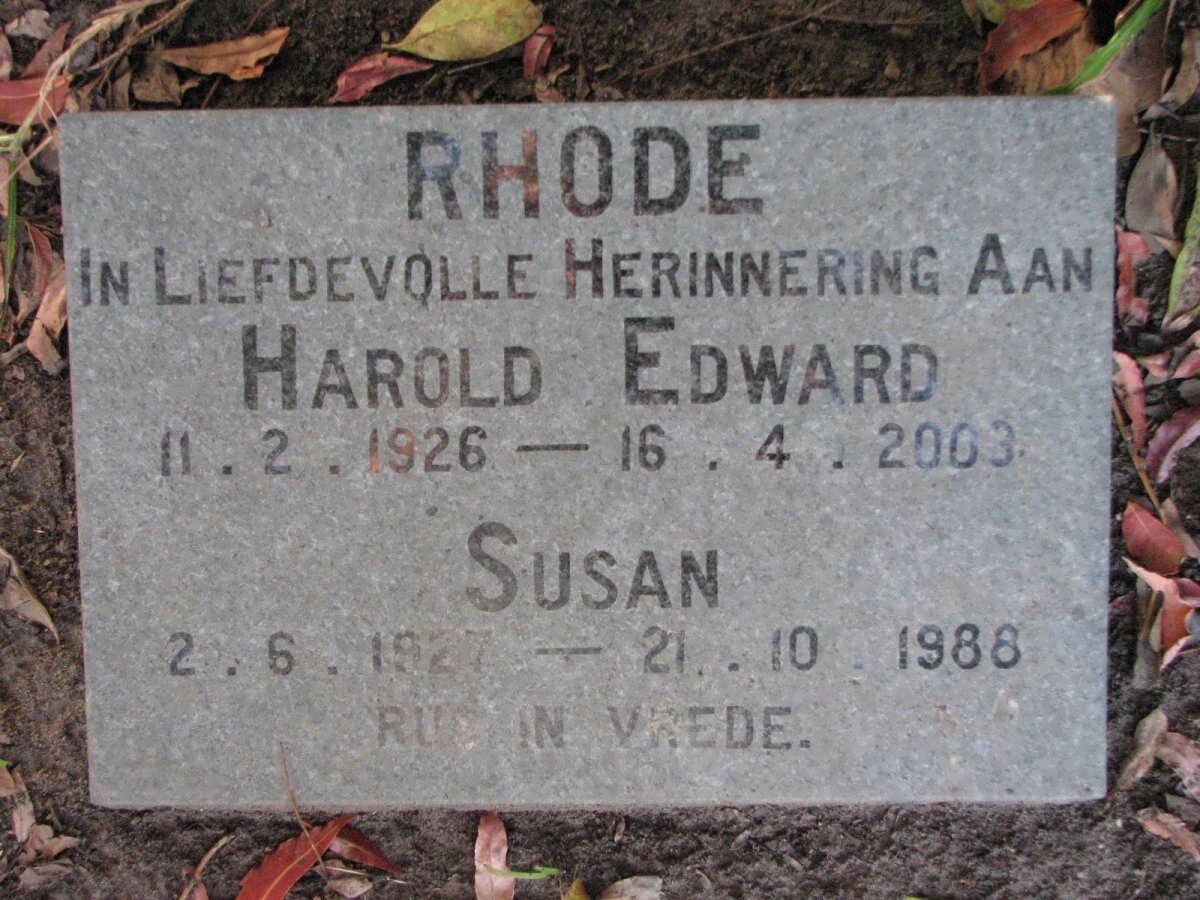 RHODE
IN LIEFDEVOLLE HERINNERING AAN
HAROLD EDWARD
11 . 2 . 1926 — 16 . 4 . 2003
SUSAN
2 . 6 . 1927 — 21 . 10 . 1988
RUS IN VREDE.